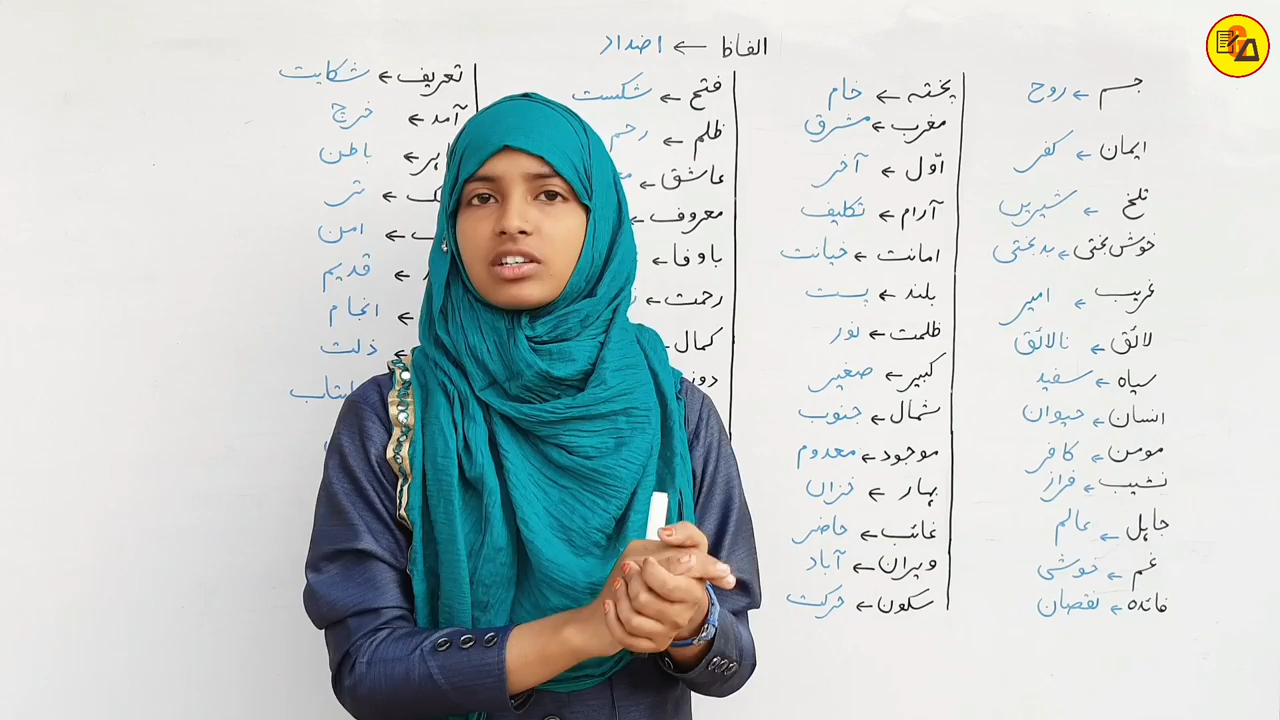 الفاظ ← اضداد
جسم ← روح
ایمان ← کفر
تلخ ← شیریں
خوش بختی ← بدبختی
غریب ← امیر
لائق ← نالائق
سیاہ ← سفید
انسان ← حیوان
مومن ← کافر
نشیب ← فراز
جاہل ← عالم
غم ← خوشی
فائدہ ← نقصان
پختہ ← خام
مغرب ← مشرق
اوّل ← آخر
آرام ← تکلیف
امانت ← خیانت
بلند ← پست
ظلمت ← نور
کبیر ← صغیر
شمال ← جنوب
موجود ← معدوم
بہار ← خزاں
غائب ← حاضر
ویران ← آباد
سکون ← حرکت
فتح ← شکست
ظلم ← رحم
عاشق ←
معروف ←
باوفا ←
رحمت ←
کمال ←
تعریف ← شکایت
آمد ← خرچ
← باطن
← تر
← امن
← قدیم
← انجام
← ذلت